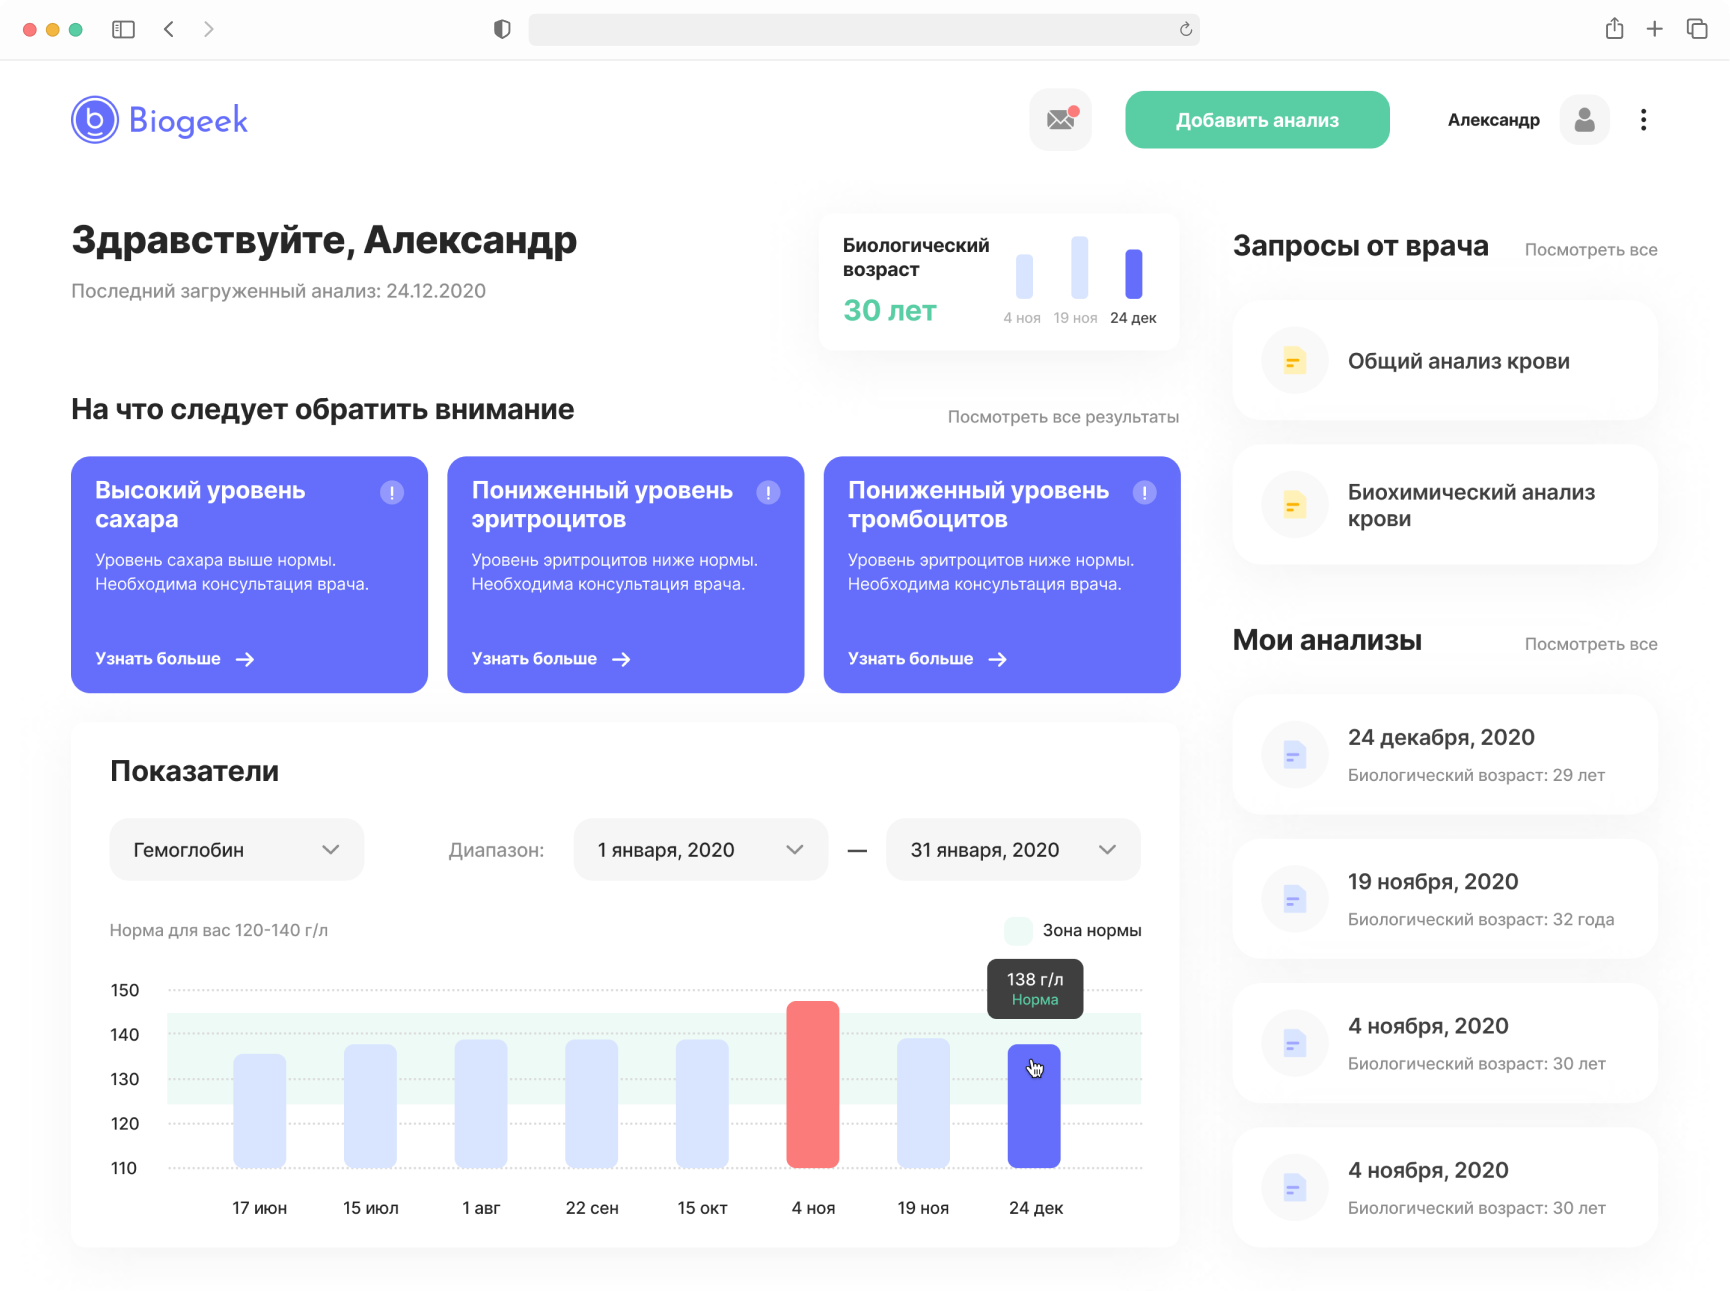 Biogeek
Добавить анализ
Александр
Здравствуйте, Александр
Последний загруженный анализ: 24.12.2020
Биологический
возраст
30 лет
4 ноя
19 ноя
24 дек
На что следует обратить внимание
Посмотреть все результаты
Высокий уровень
сахара
!
Уровень сахара выше нормы.
Необходима консультация врача.
Узнать больше
Пониженный уровень
эритроцитов
!
Уровень эритроцитов ниже нормы.
Необходима консультация врача.
Узнать больше
Пониженный уровень
тромбоцитов
!
Уровень эритроцитов ниже нормы.
Необходима консультация врача.
Узнать больше
Показатели
Гемоглобин
Диапазон:
1 января, 2020
—
31 января, 2020
Норма для вас 120-140 г/л
Зона нормы
138 г/л
Норма
150
140
130
120
110
17 июн
15 июл
1 авг
22 сен
15 окт
4 ноя
19 ноя
24 дек
Запросы от врача
Посмотреть все
Общий анализ крови
Биохимический анализ
крови
Мои анализы
Посмотреть все
24 декабря, 2020
Биологический возраст: 29 лет
19 ноября, 2020
Биологический возраст: 32 года
4 ноября, 2020
Биологический возраст: 30 лет
4 ноября, 2020
Биологический возраст: 30 лет